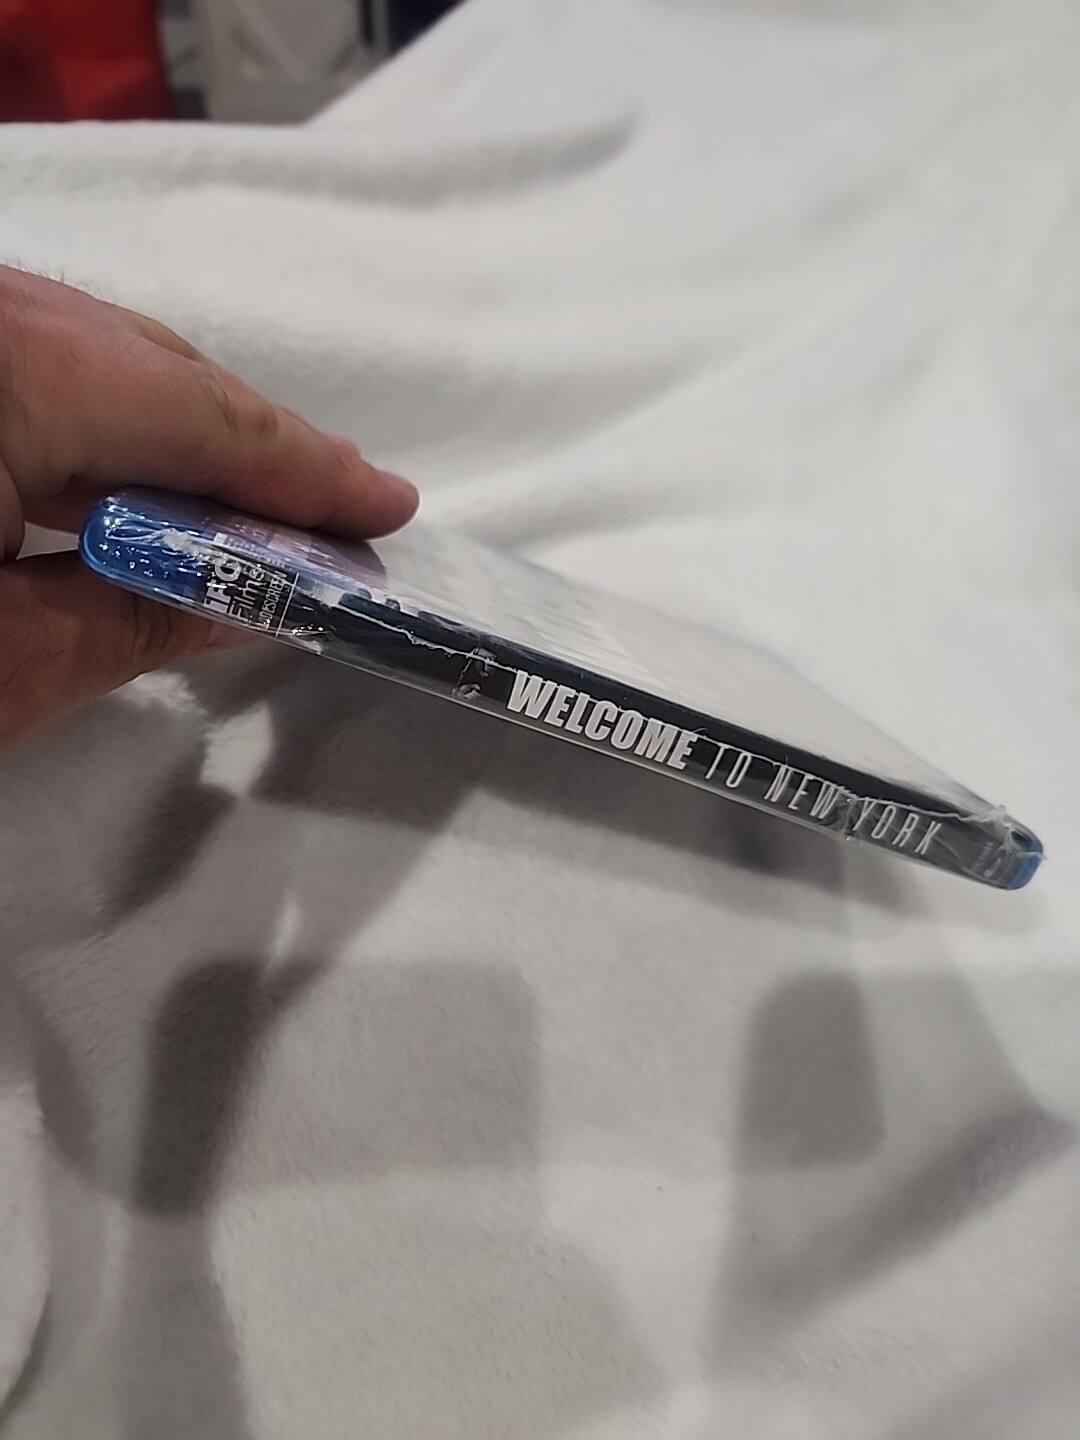 IFC
Films
WIDESCREEN
WELCOME TO NEW YORK